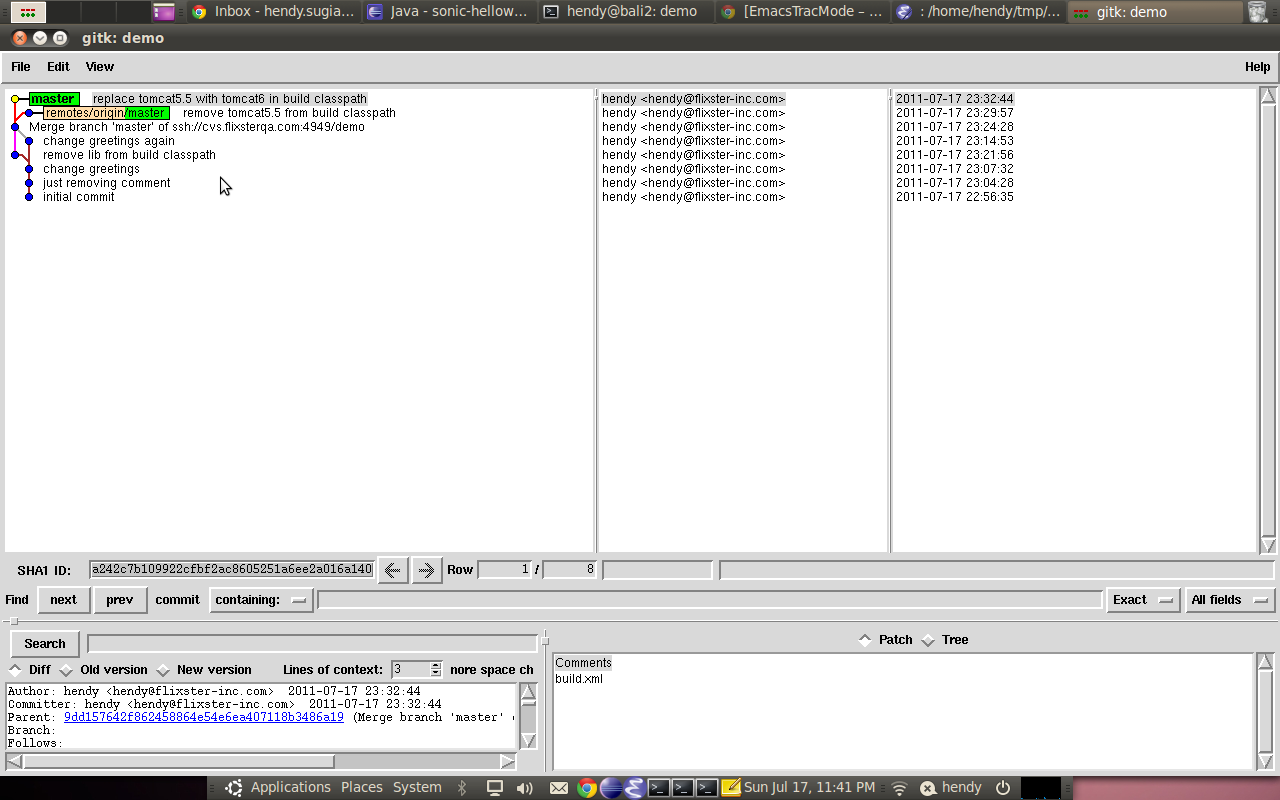 Inbox - hendy.sugia... Java - sonic-hellow... hendy@bali2: demo [EmacsTracMode – ... : /home/hendy/tmp/... gitk: demo
gitk: demo
File Edit View Help
master replace tomcat5.5 with tomcat6 in build classpath hendy <hendy@flixster-inc.com> 2011-07-17 23:32:44
remotes/origin/master remove tomcat5.5 from build classpath hendy <hendy@flixster-inc.com> 2011-07-17 23:29:57
Merge branch 'master' of ssh://cvs.flixsterqa.com:4949/demo hendy <hendy@flixster-inc.com> 2011-07-17 23:24:28
change greetings again hendy <hendy@flixster-inc.com> 2011-07-17 23:14:53
remove lib from build classpath hendy <hendy@flixster-inc.com> 2011-07-17 23:21:56
change greetings hendy <hendy@flixster-inc.com> 2011-07-17 23:07:32
just removing comment hendy <hendy@flixster-inc.com> 2011-07-17 23:04:28
initial commit hendy <hendy@flixster-inc.com> 2011-07-17 22:56:35
SHA1 ID: a242c7b109922cfbf2ac8605251a6ee2a016a140 Row 1 / 8
Find next prev commit containing: Exact All fields
Search Patch Tree
Diff Old version New version Lines of context: 3 nore space ch
Comments
build.xml
Author: hendy <hendy@flixster-inc.com> 2011-07-17 23:32:44
Committer: hendy <hendy@flixster-inc.com> 2011-07-17 23:32:44
Parent: 9dd157642f862458864e54e6ea407118b3486a19 (Merge branch 'master'
Branch:
Follows:
Applications Places System Sun Jul 17, 11:41 PM hendy